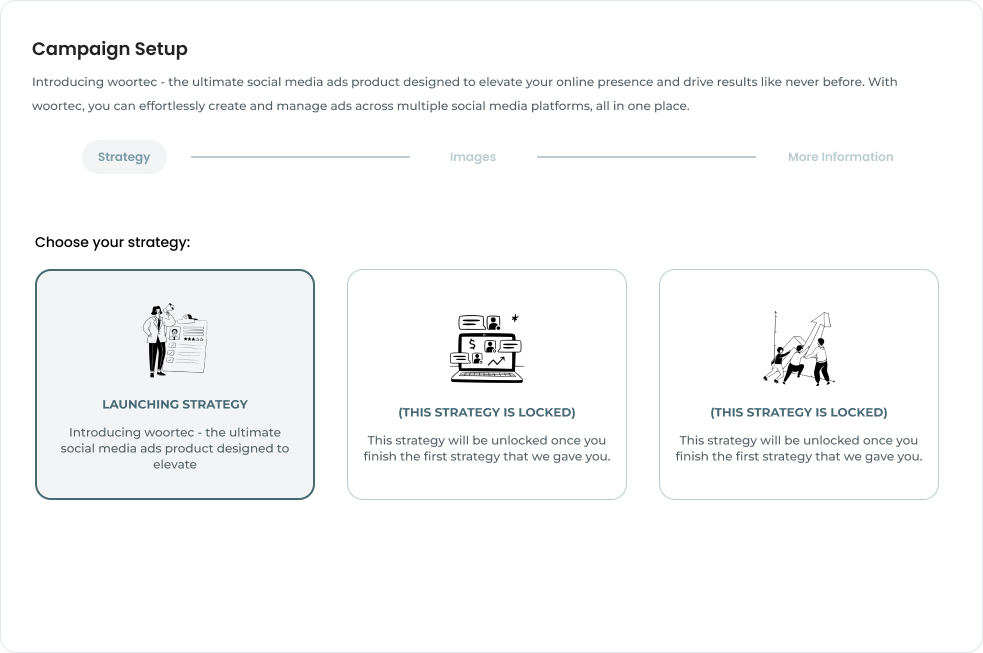 Campaign Setup
Introducing woortec - the ultimate social media ads product designed to elevate your online presence and drive results like never before. With
woortec, you can effortlessly create and manage ads across multiple social media platforms, all in one place.
Strategy
Images
More Information
Choose your strategy:
LAUNCHING STRATEGY
Introducing woortec - the ultimate
social media ads product designed to
elevate
$
(THIS STRATEGY IS LOCKED)
This strategy will be unlocked once you
finish the first strategy that we gave you.
(THIS STRATEGY IS LOCKED)
This strategy will be unlocked once you
finish the first strategy that we gave you.